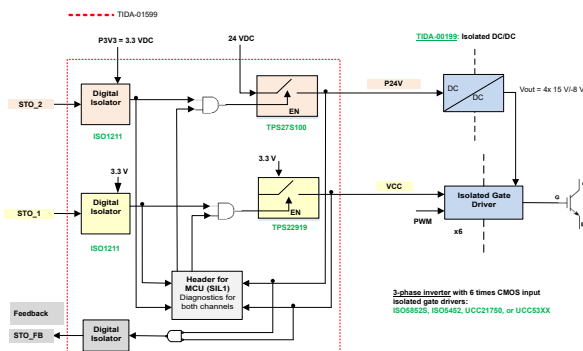 TIDA-01599
P3V3 = 3.3 VDC
24 VDC
TIDA-00199: Isolated DC/DC
STO_2
Digital
Isolator
ISO1211
EN
TPS27S100
P24V
DC
DC
Vout = 4x 15 V/-8 V
3.3 V
3.3 V
STO_1
Digital
Isolator
ISO1211
EN
TPS22919
VCC
PWM
Isolated Gate
Driver
x6
G
Header for
MCU (SIL1)
Diagnostics for
both channels
Feedback
STO_FB
Digital
Isolator
3-phase inverter with 6 times CMOS input
isolated gate drivers:
ISO5852S, ISO5452, UCC21750, or UCC53XX